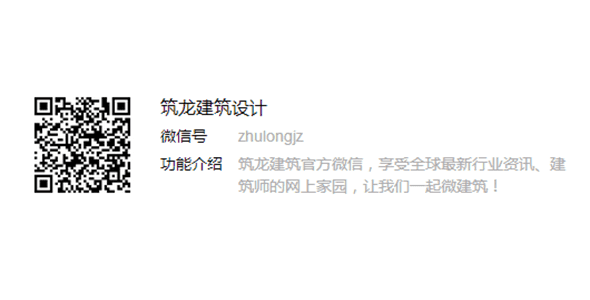 筑龙建筑设计
微信号 zhulongjz
功能介绍 筑龙建筑官方微信，享受全球最新行业资讯、建
筑师的网上家园，让我们一起微建筑！